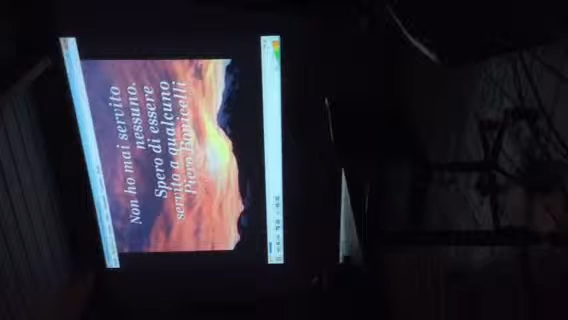 Non ho mai servito
nessuno.
Spero di essere
servito a qualcuno
Piero Bonicelli